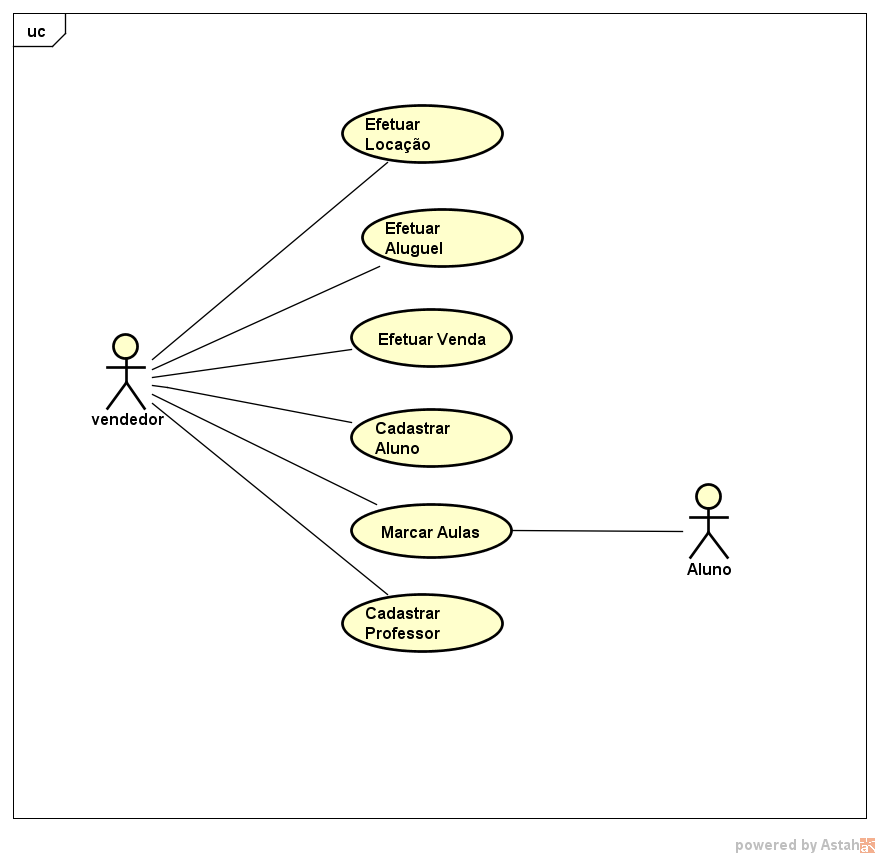 uc
Efetuar
Locação
Efetuar
Aluguel
Efetuar Venda
vendedor
Cadastrar
Aluno
Marcar Aulas
Aluno
Cadastrar
Professor
powered by Astah